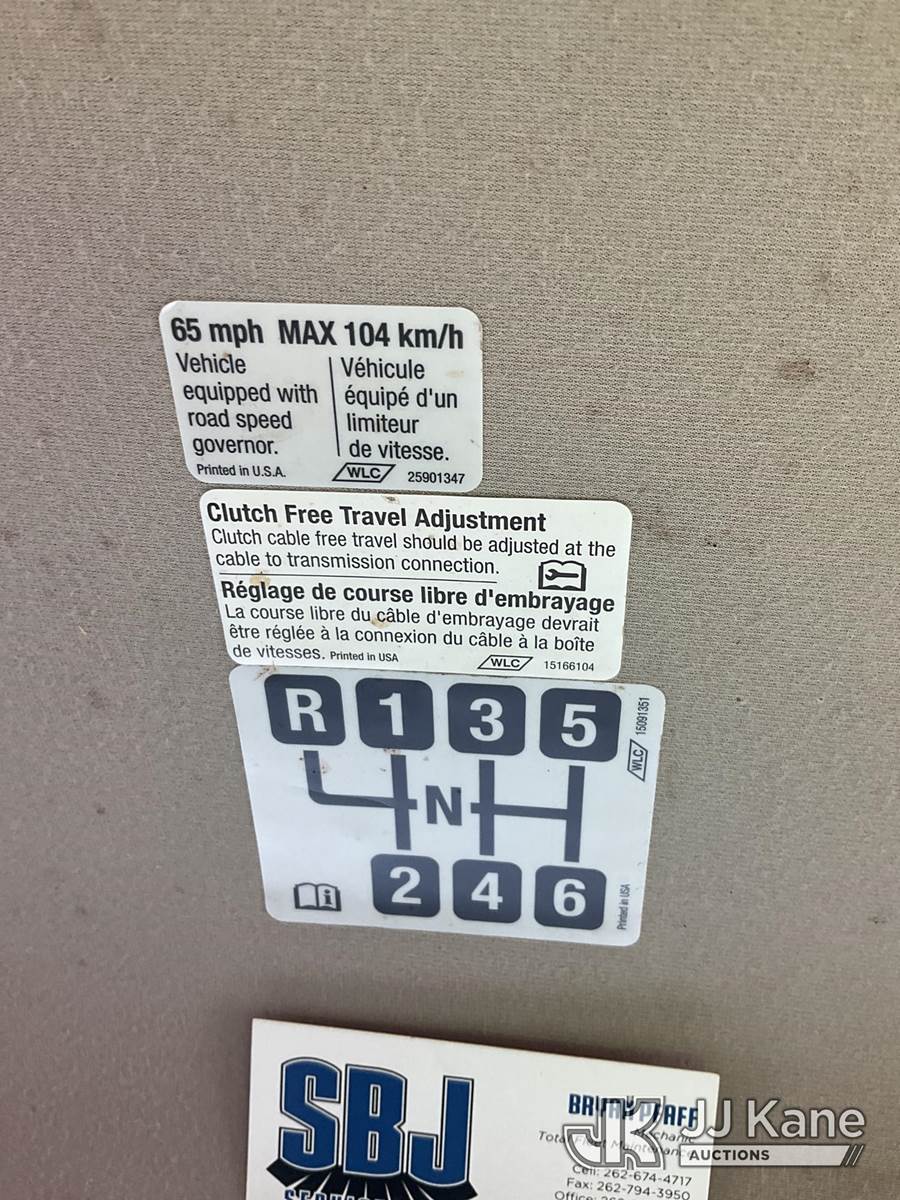 65 mph MAX 104 km/h
Vehicle
equipped with
road speed
governor.
Véhicule
équipé d'un
limiteur
de vitesse.
Printed in U.S.A.
WLC
25901347
Clutch Free Travel Adjustment
Clutch cable free travel should be adjusted at the
cable to transmission connection.
Réglage de course libre d'embrayage
La course libre du câble d'embrayage devrait
être réglée à la connexion du câble à la boîte
de vitesses. Printed in USA
WLC
15166104
R 1 3 5
N
2 4 6
WLC 15091351
Printed in USA
SBJ
BRYAN PFAFF
Mechanic
Total Fleet Maintenance
Cell: 262-674-4717
Fax: 262-794-3950
Office:
JK JJ Kane
AUCTIONS